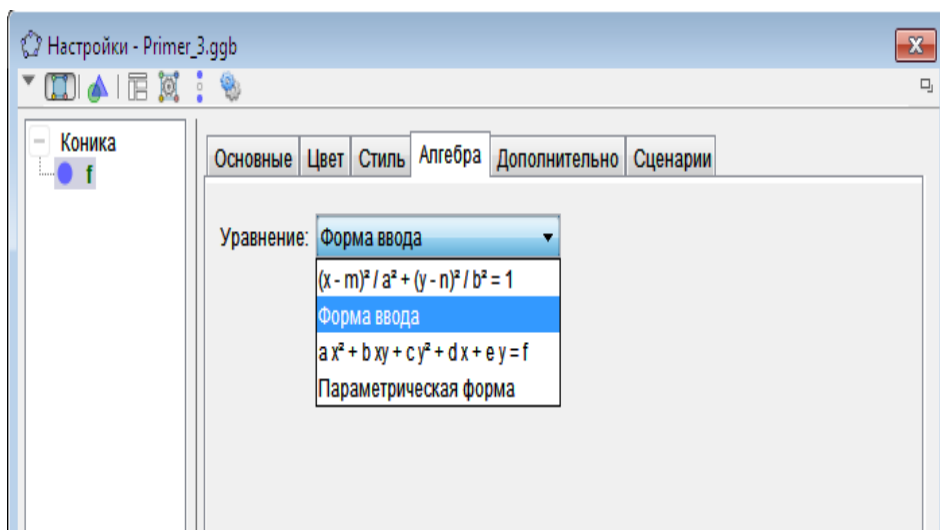 Настройки - Primer_3.ggb
Коника
f
Основные Цвет Стиль Алгебра Дополнительно Сценарии
Уравнение: Форма ввода
(x - m)² / a² + (y - n)² / b² = 1
Форма ввода
a x² + b xy + c y² + d x + e y = f
Параметрическая форма